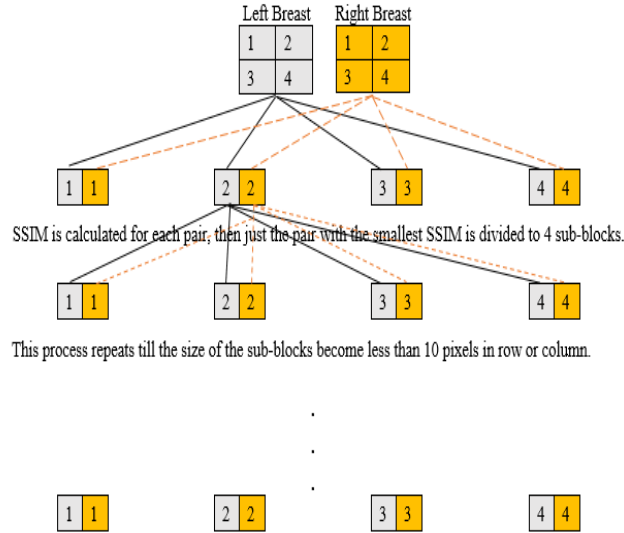 Left Breast Right Breast
1 2 1 2
3 4 3 4
1 1 2 2 3 3 4 4
SSIM is calculated for each pair, then just the pair with the smallest SSIM is divided to 4 sub-blocks.
1 1 2 2 3 3 4 4
This process repeats till the size of the sub-blocks become less than 10 pixels in row or column.
.
.
.
1 1 2 2 3 3 4 4